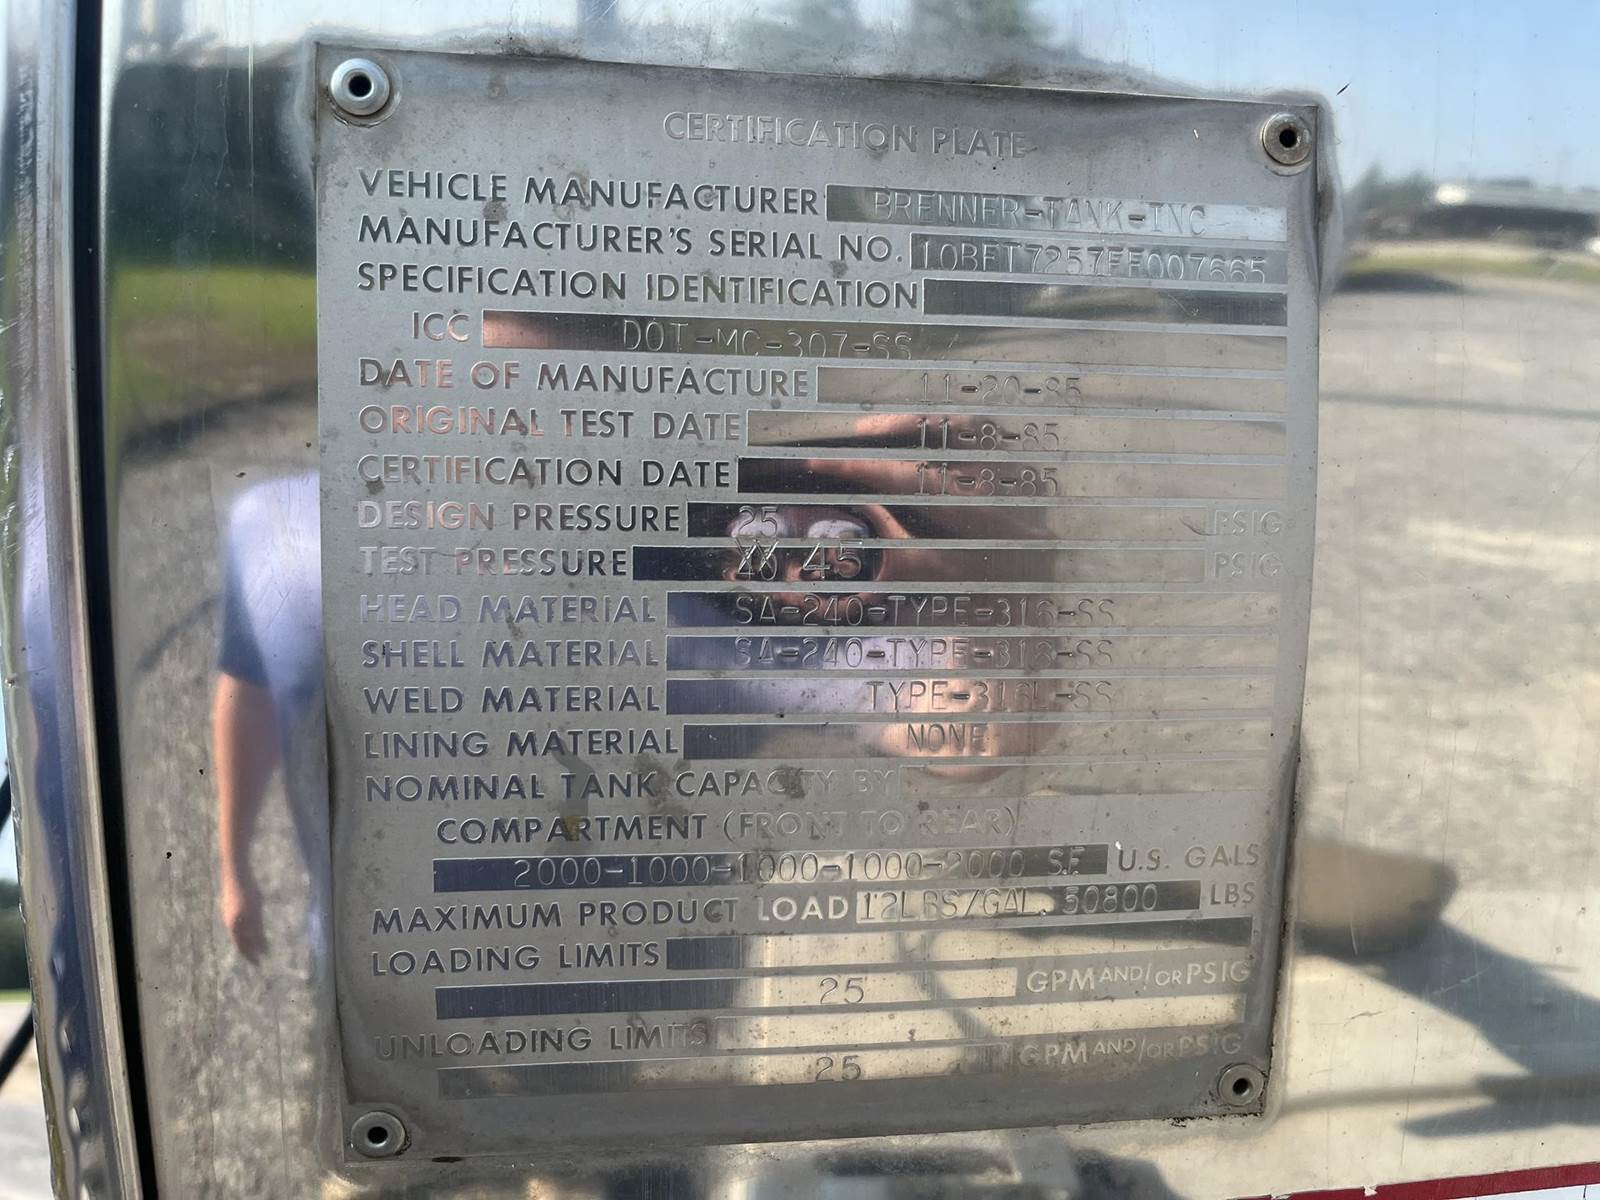 CERTIFICATION PLATE
VEHICLE MANUFACTURER BRENNER-TANK-INC
MANUFACTURER'S SERIAL NO. 10BFT7257FF007665
SPECIFICATION IDENTIFICATION
ICC DOT-MC-307-SS
DATE OF MANUFACTURE 11-20-85
ORIGINAL TEST DATE 11-8-85
CERTIFICATION DATE 11-8-85
DESIGN PRESSURE 25 PSIG
TEST PRESSURE 45 PSIG
HEAD MATERIAL SA-240-TYPE-316-SS
SHELL MATERIAL SA-240-TYPE-316-SS
WELD MATERIAL TYPE-316L-SS
LINING MATERIAL NONE
NOMINAL TANK CAPACITY BY
COMPARTMENT (FRONT TO REAR)
2000-1000-1000-1000-2000 SF U.S. GALS
MAXIMUM PRODUCT LOAD 12LBS/GAL. 50800 LBS
LOADING LIMITS
25 GPM AND/OR PSIG
UNLOADING LIMITS
25 GPM AND/OR PSIG